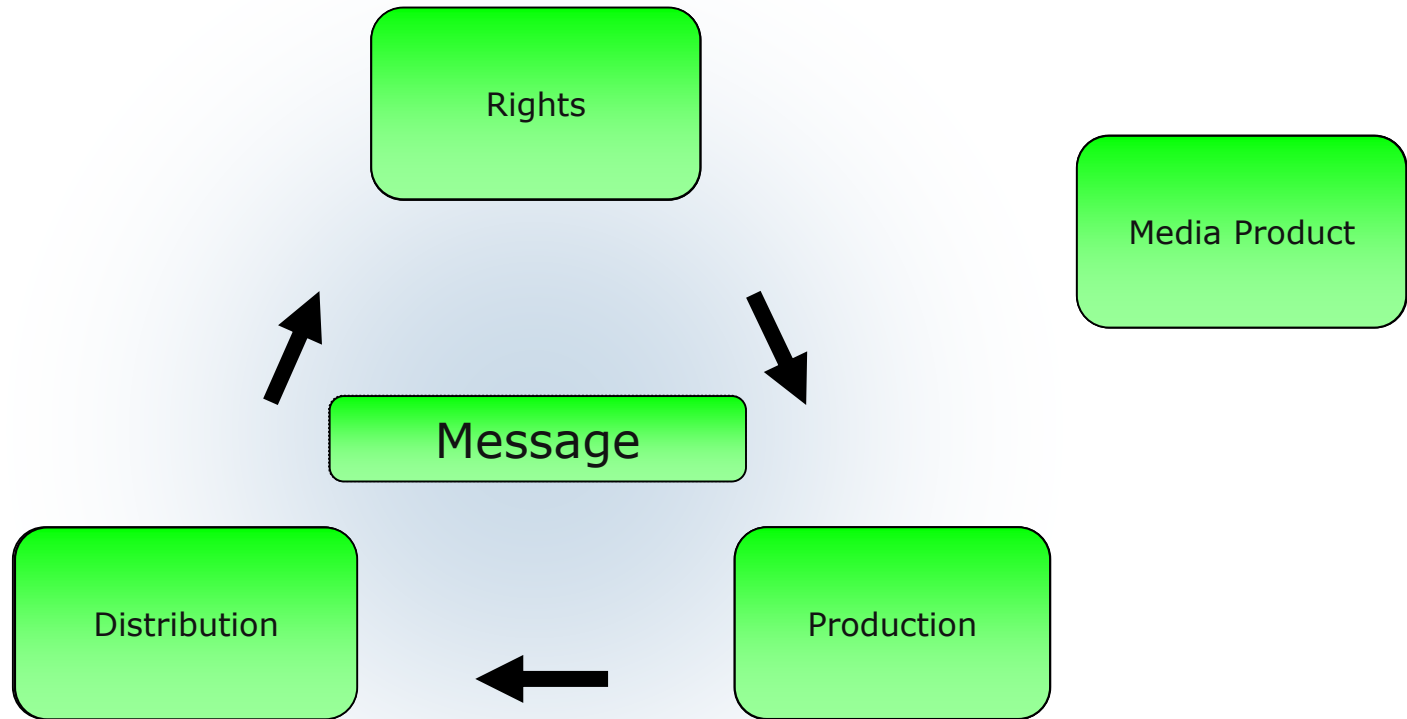 Rights
Media Product
Message
Distribution
Production